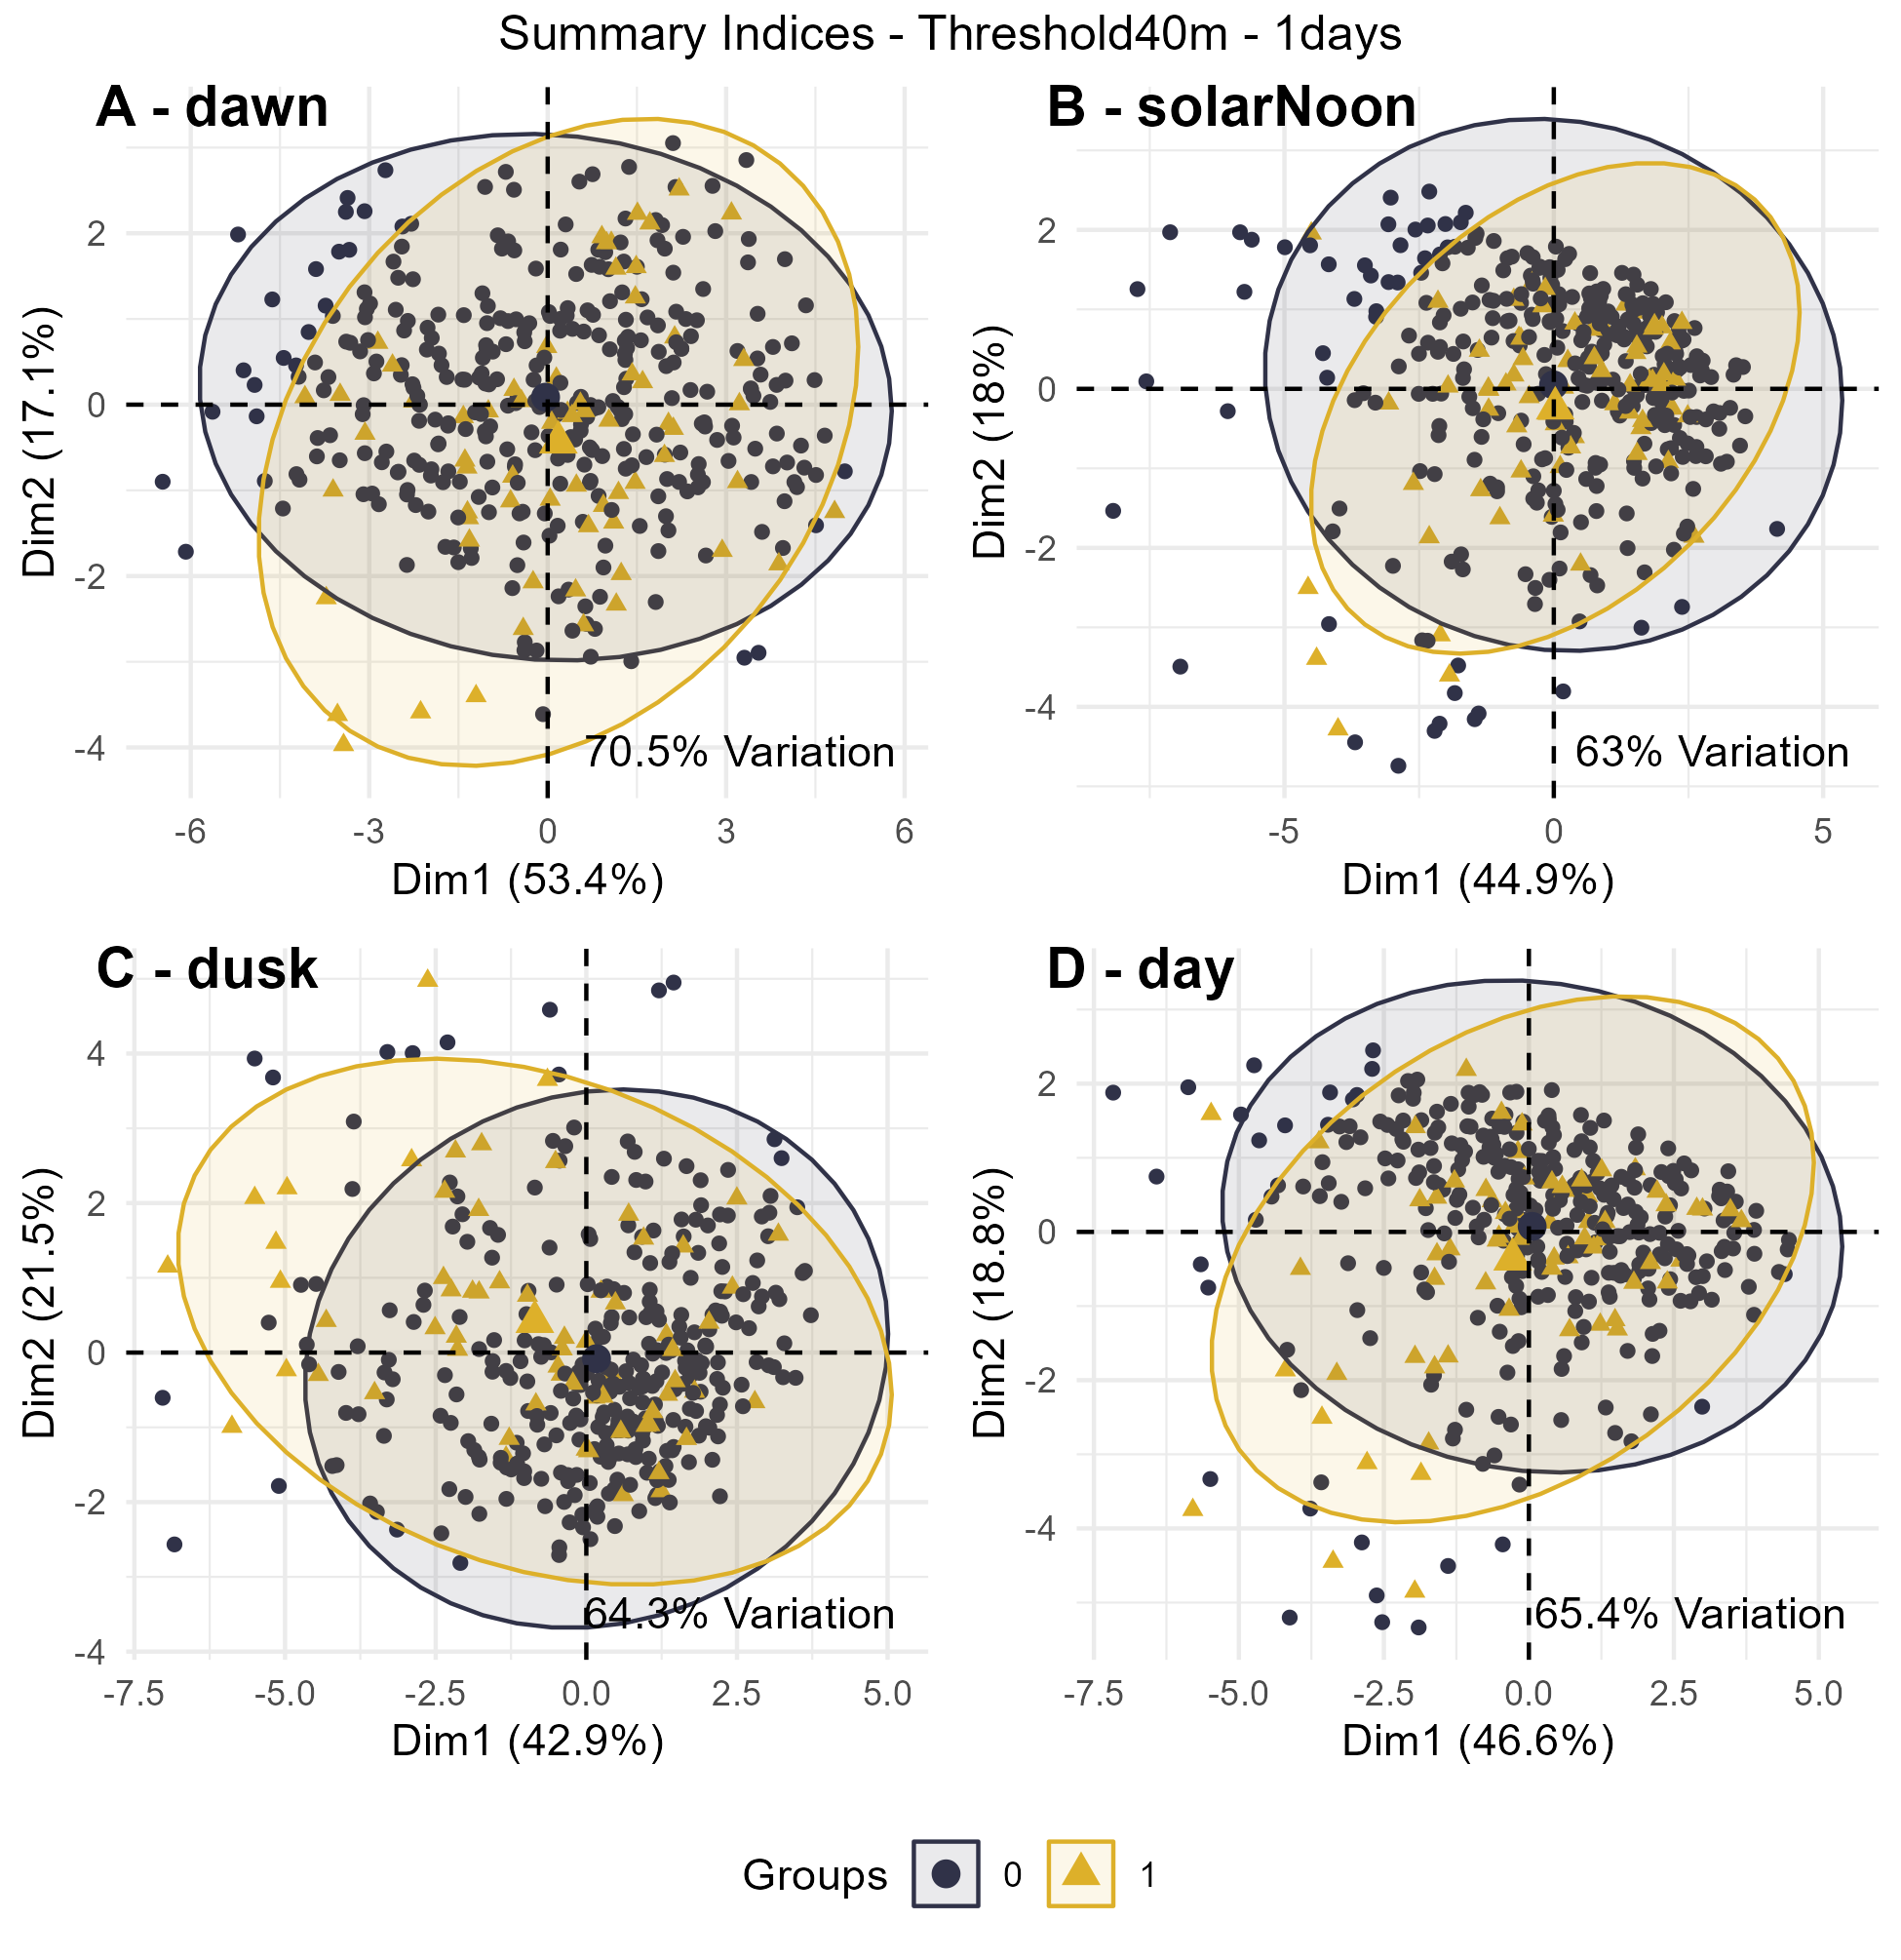 Summary Indices - Threshold40m - 1days
A - dawn
Dim2 (17.1%)
2
0
-2
-4
70.5% Variation
-6 -3 0 3 6
Dim1 (53.4%)
B - solarNoon
Dim2 (18%)
2
0
-2
-4
63% Variation
-5 0 5
Dim1 (44.9%)
C - dusk
Dim2 (21.5%)
4
2
0
-2
-4
64.3% Variation
-7.5 -5.0 -2.5 0.0 2.5 5.0
Dim1 (42.9%)
D - day
Dim2 (18.8%)
2
0
-2
-4
65.4% Variation
-7.5 -5.0 -2.5 0.0 2.5 5.0
Dim1 (46.6%)
Groups 0 1